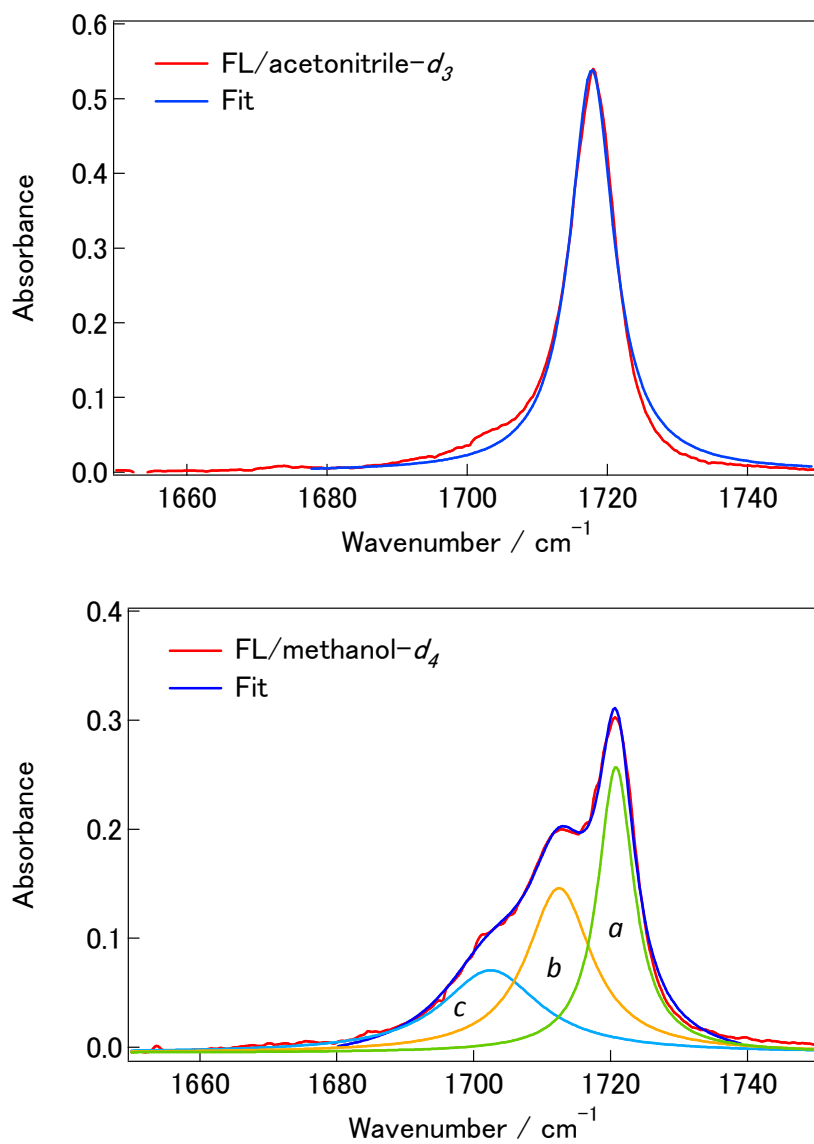 0.6
FL/acetonitrile-d3
Fit
0.5
0.4
Absorbance
0.3
0.2
0.1
0.0
1660 1680 1700 1720 1740
Wavenumber / cm−1
0.4
FL/methanol-d4
Fit
0.3
Absorbance
0.2
a
b
0.1
c
0.0
1660 1680 1700 1720 1740
Wavenumber / cm−1